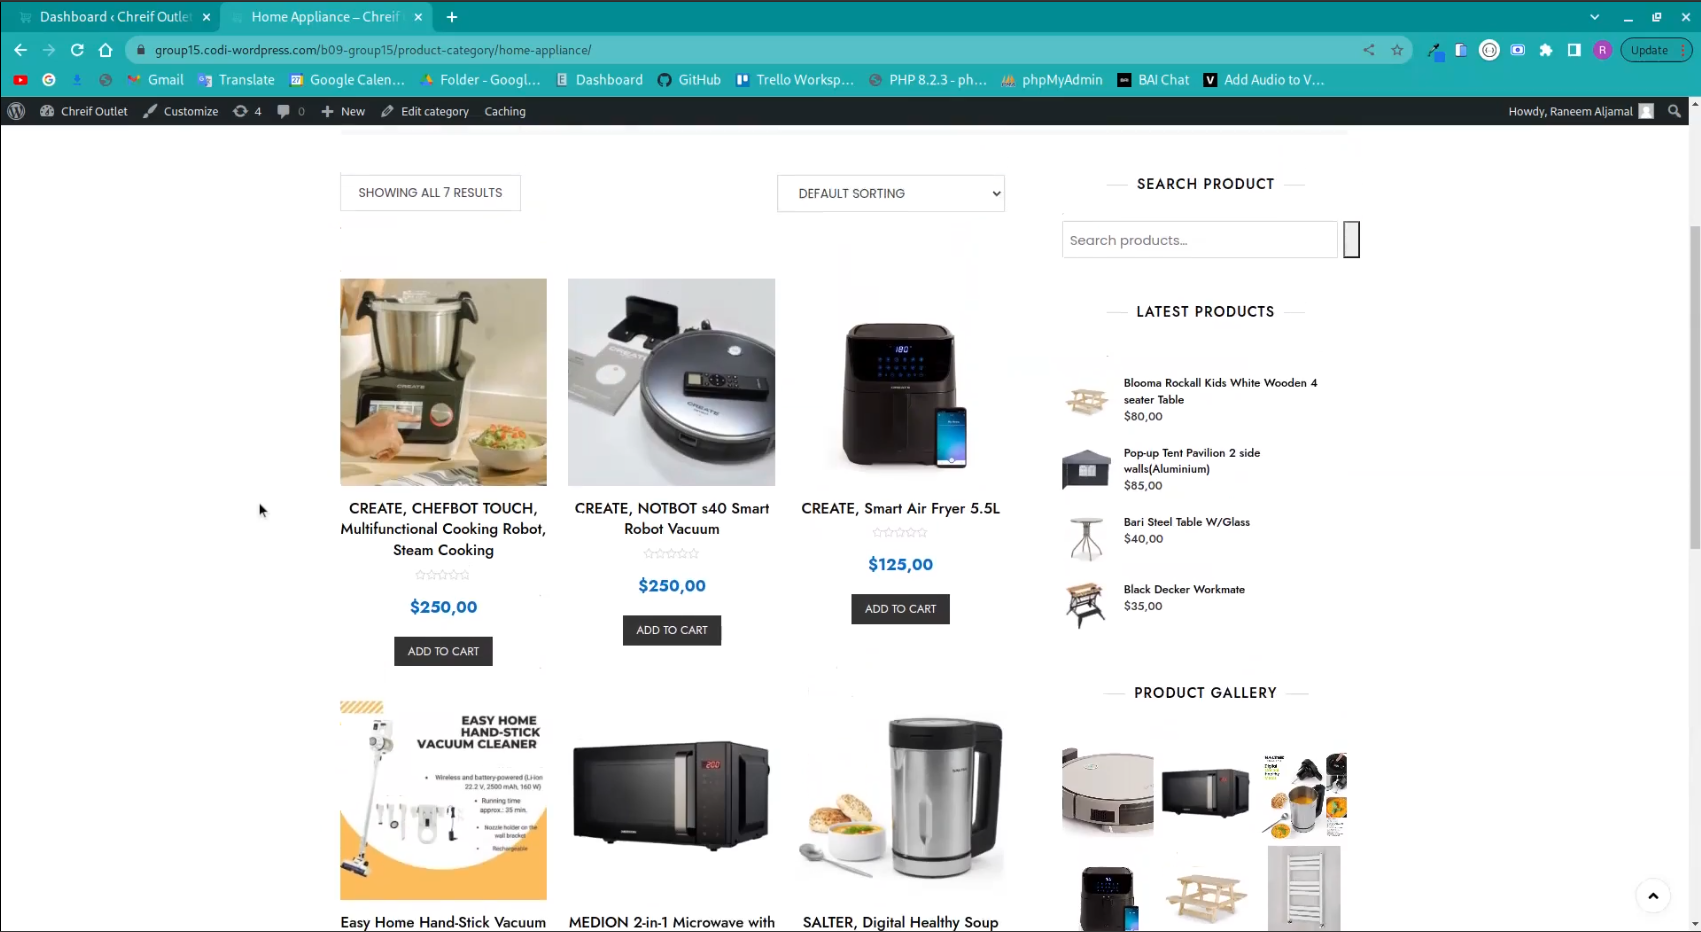 Dashboard ‹ Chreif Outlet
Home Appliance – Chreif
group15.codi-wordpress.com/b09-group15/product-category/home-appliance/
R
Update
Gmail
Translate
Google Calen...
Folder - Googl...
Dashboard
GitHub
Trello Worksp...
PHP 8.2.3 - ph...
phpMyAdmin
BAI Chat
Add Audio to V...
Chreif Outlet
Customize
4
0
New
Edit category
Caching
Howdy, Raneem Aljamal
SHOWING ALL 7 RESULTS
DEFAULT SORTING
SEARCH PRODUCT
Search products...
CREATE, CHEFBOT TOUCH,
Multifunctional Cooking Robot,
Steam Cooking
$250,00
ADD TO CART
CREATE, NOTBOT s40 Smart
Robot Vacuum
$250,00
ADD TO CART
180
CREATE, Smart Air Fryer 5.5L
$125,00
ADD TO CART
LATEST PRODUCTS
Blooma Rockall Kids White Wooden 4
seater Table
$80,00
Pop-up Tent Pavilion 2 side
walls(Aluminium)
$85,00
Bari Steel Table W/Glass
$40,00
Black Decker Workmate
$35,00
EASY HOME
HAND-STICK
VACUUM CLEANER
Wireless and battery-powered (Li-Ion
22.2 V, 2500 mAh, 160 W)
Running time
approx.: 35 min.
Nozzle holder on the
wall bracket
Rechargeable
Easy Home Hand-Stick Vacuum
MEDION 2-in-1 Microwave with
SALTER, Digital Healthy Soup
PRODUCT GALLERY